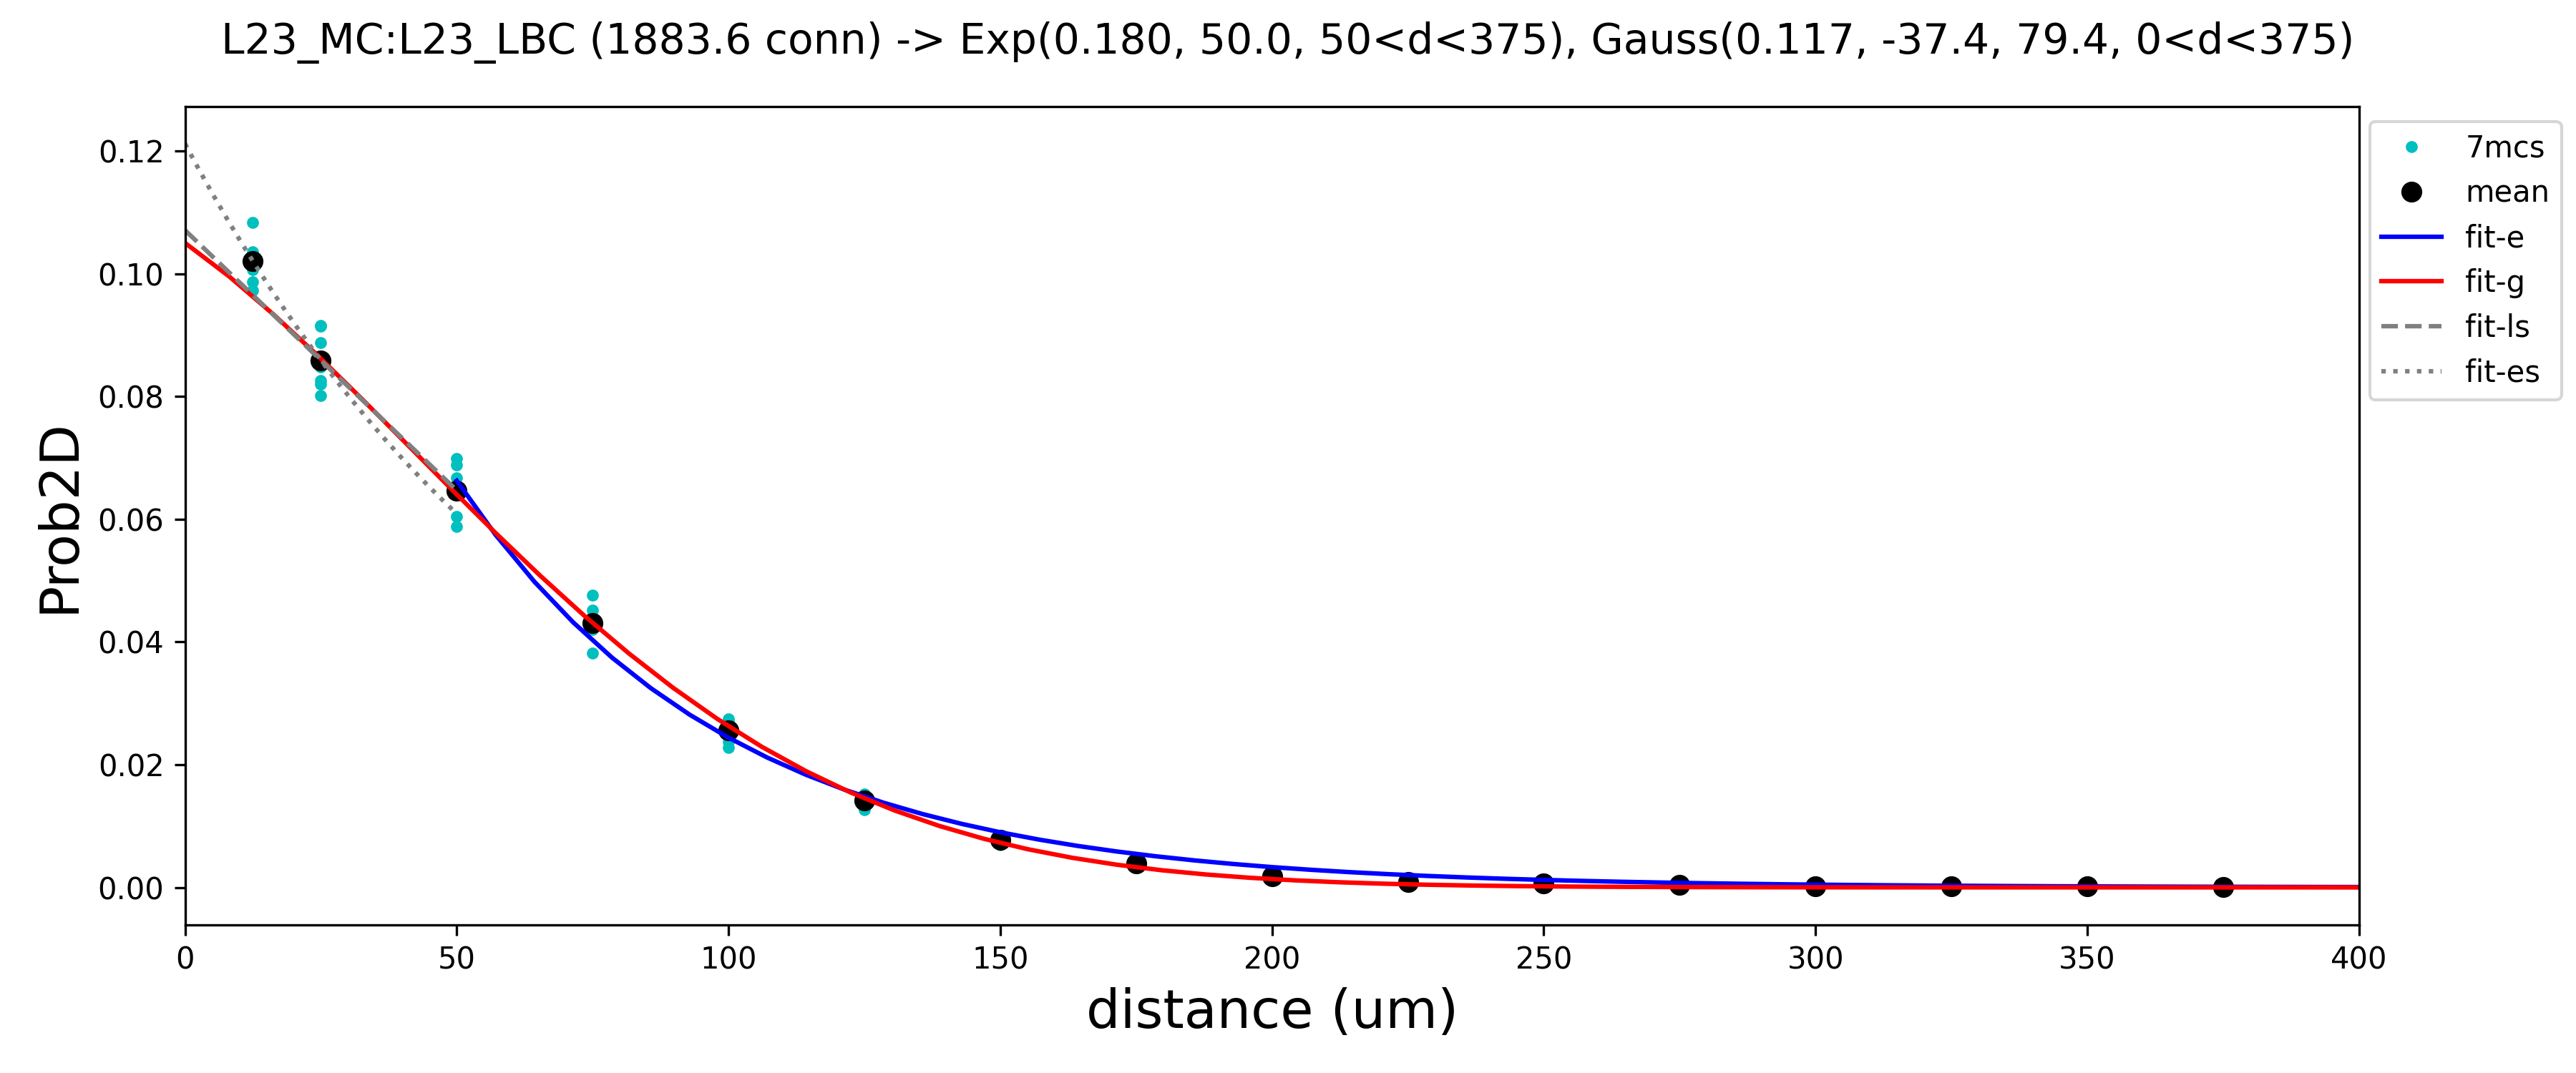 L23_MC:L23_LBC (1883.6 conn) -> Exp(0.180, 50.0, 50<d<375), Gauss(0.117, -37.4, 79.4, 0<d<375)
7mcs
mean
fit-e
fit-g
fit-ls
fit-es
Prob2D
0.12
0.10
0.08
0.06
0.04
0.02
0.00
0 50 100 150 200 250 300 350 400
distance (um)